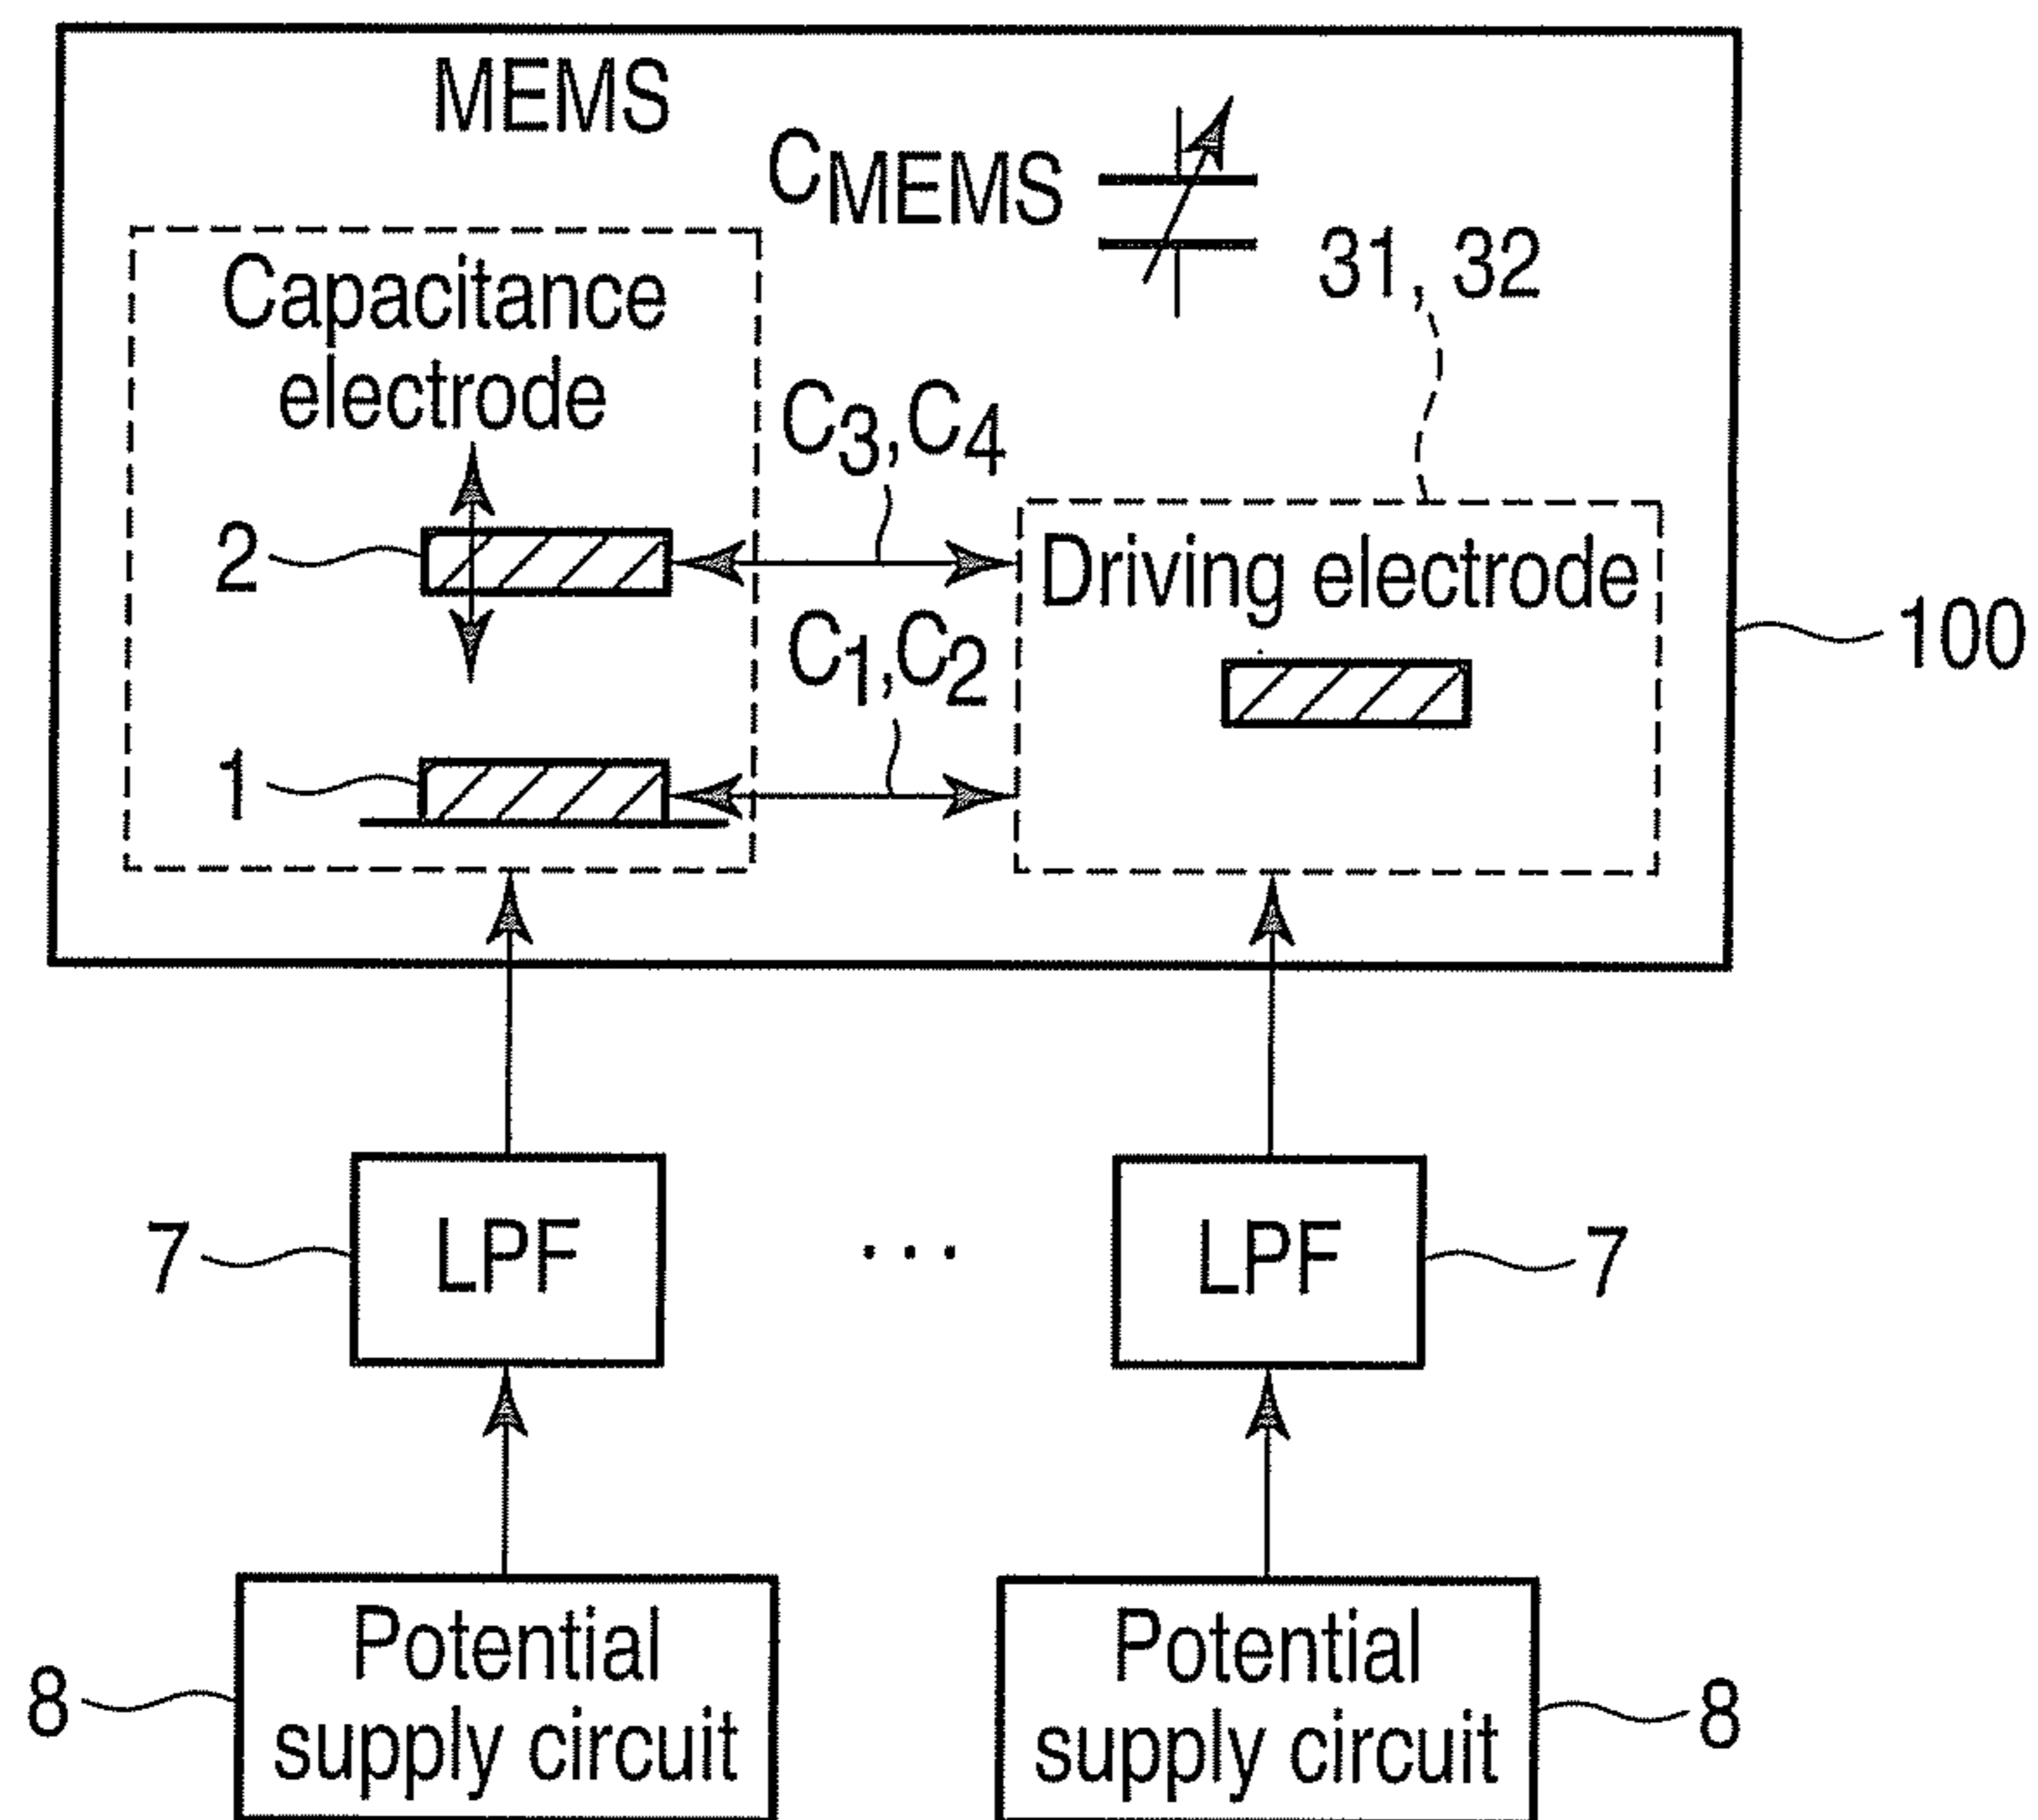 MEMS
CMEMS
31, 32
Capacitance
electrode
C3, C4
2
Driving electrode
100
C1, C2
1
7
LPF
...
LPF
7
8
Potential
supply circuit
Potential
supply circuit
8